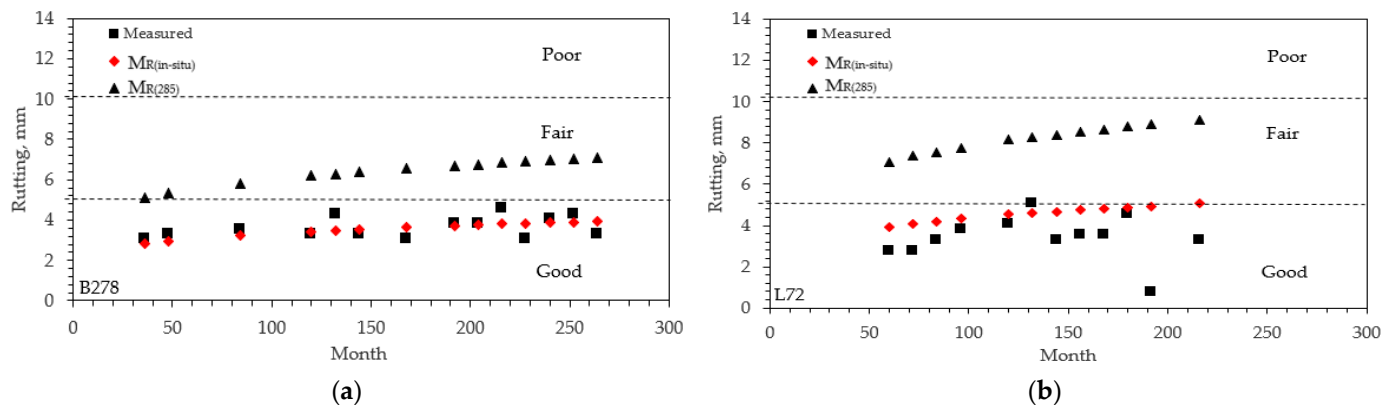 14
12
10
8
6
4
2
0
Rutting, mm
Measured
MR(in-situ)
MR(285)
Poor
Fair
Good
B278
0 50 100 150 200 250 300
Month
(a)
14
12
10
8
6
4
2
0
Rutting, mm
Measured
MR(in-situ)
MR(285)
Poor
Fair
Good
L72
0 50 100 150 200 250 300
Month
(b)